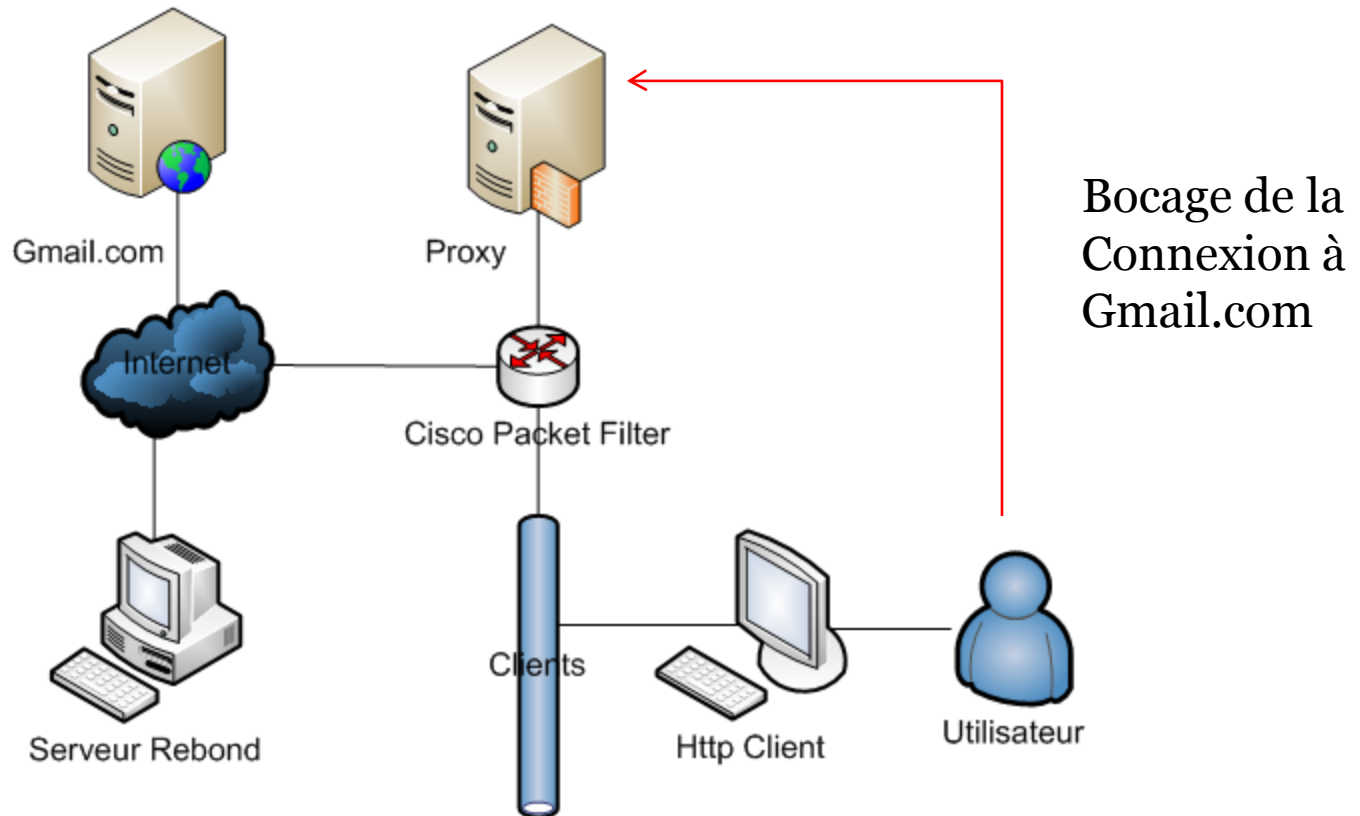 Gmail.com
Proxy
Bocage de la
Connexion à
Gmail.com
Internet
Cisco Packet Filter
Clients
Serveur Rebond
Http Client
Utilisateur